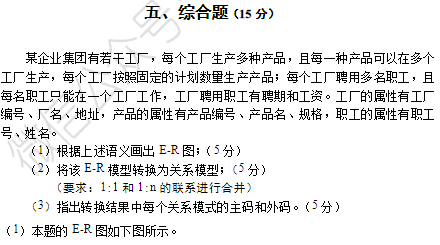 五、综合题（15 分）
某企业集团有若干工厂，每个工厂生产多种产品，且每一种产品可以在多个
工厂生产，每个工厂按照固定的计划数量生产产品；每个工厂聘用多名职工，且
每名职工只能在一个工厂工作，工厂聘用职工有聘期和工资。工厂的属性有工厂
编号、厂名、地址，产品的属性有产品编号、产品名、规格，职工的属性有职工
号、姓名。
（1）根据上述语义画出 E-R 图；（5 分）
（2）将该 E-R 模型转换为关系模型；（5 分）
（要求：1:1 和 1:n 的联系进行合并）
（3）指出转换结果中每个关系模式的主码和外码。（5 分）
（1）本题的 E-R 图如下图所示。